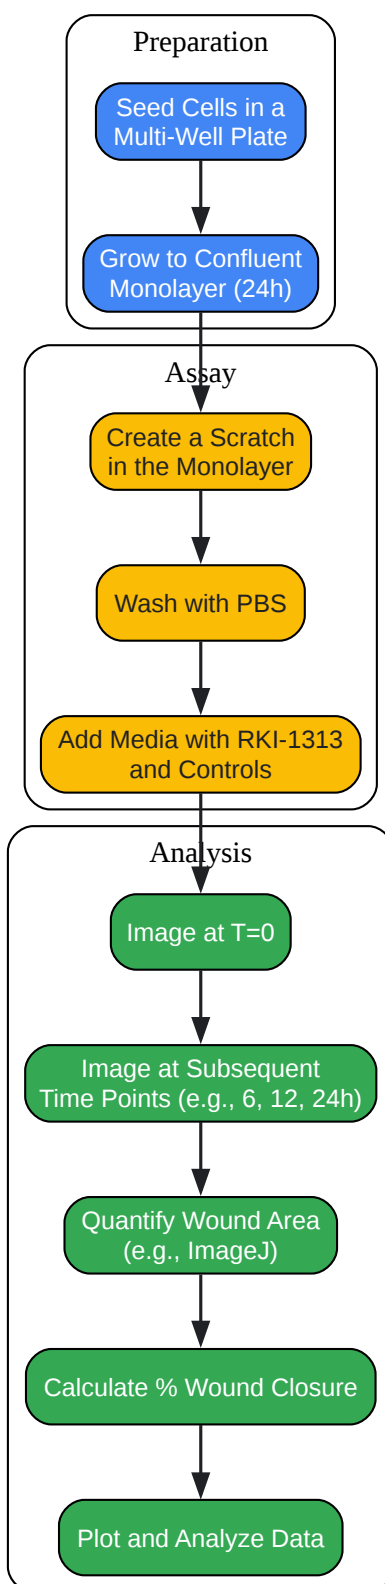 Preparation
Seed Cells in a
Multi-Well Plate
Grow to Confluent
Monolayer (24h)
Assay
Create a Scratch
in the Monolayer
Wash with PBS
Add Media with RKI-1313
and Controls
Analysis
Image at T=0
Image at Subsequent
Time Points (e.g., 6, 12, 24h)
Quantify Wound Area
(e.g., ImageJ)
Calculate % Wound Closure
Plot and Analyze Data